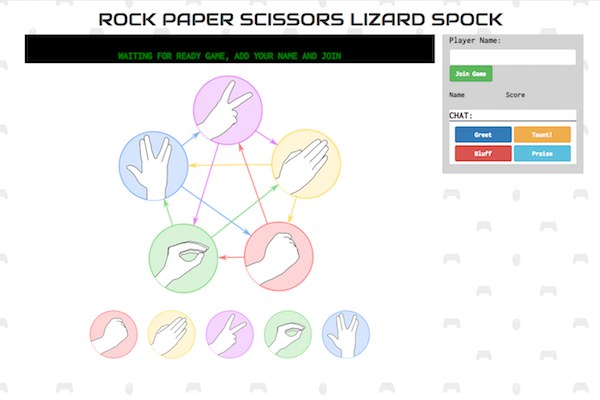 ROCK PAPER SCISSORS LIZARD SPOCK
WAITING FOR READY GAME, ADD YOUR NAME AND JOIN
Player Name:
Join Game
Name Score
CHAT:
Greet Taunt!
Bluff Praise